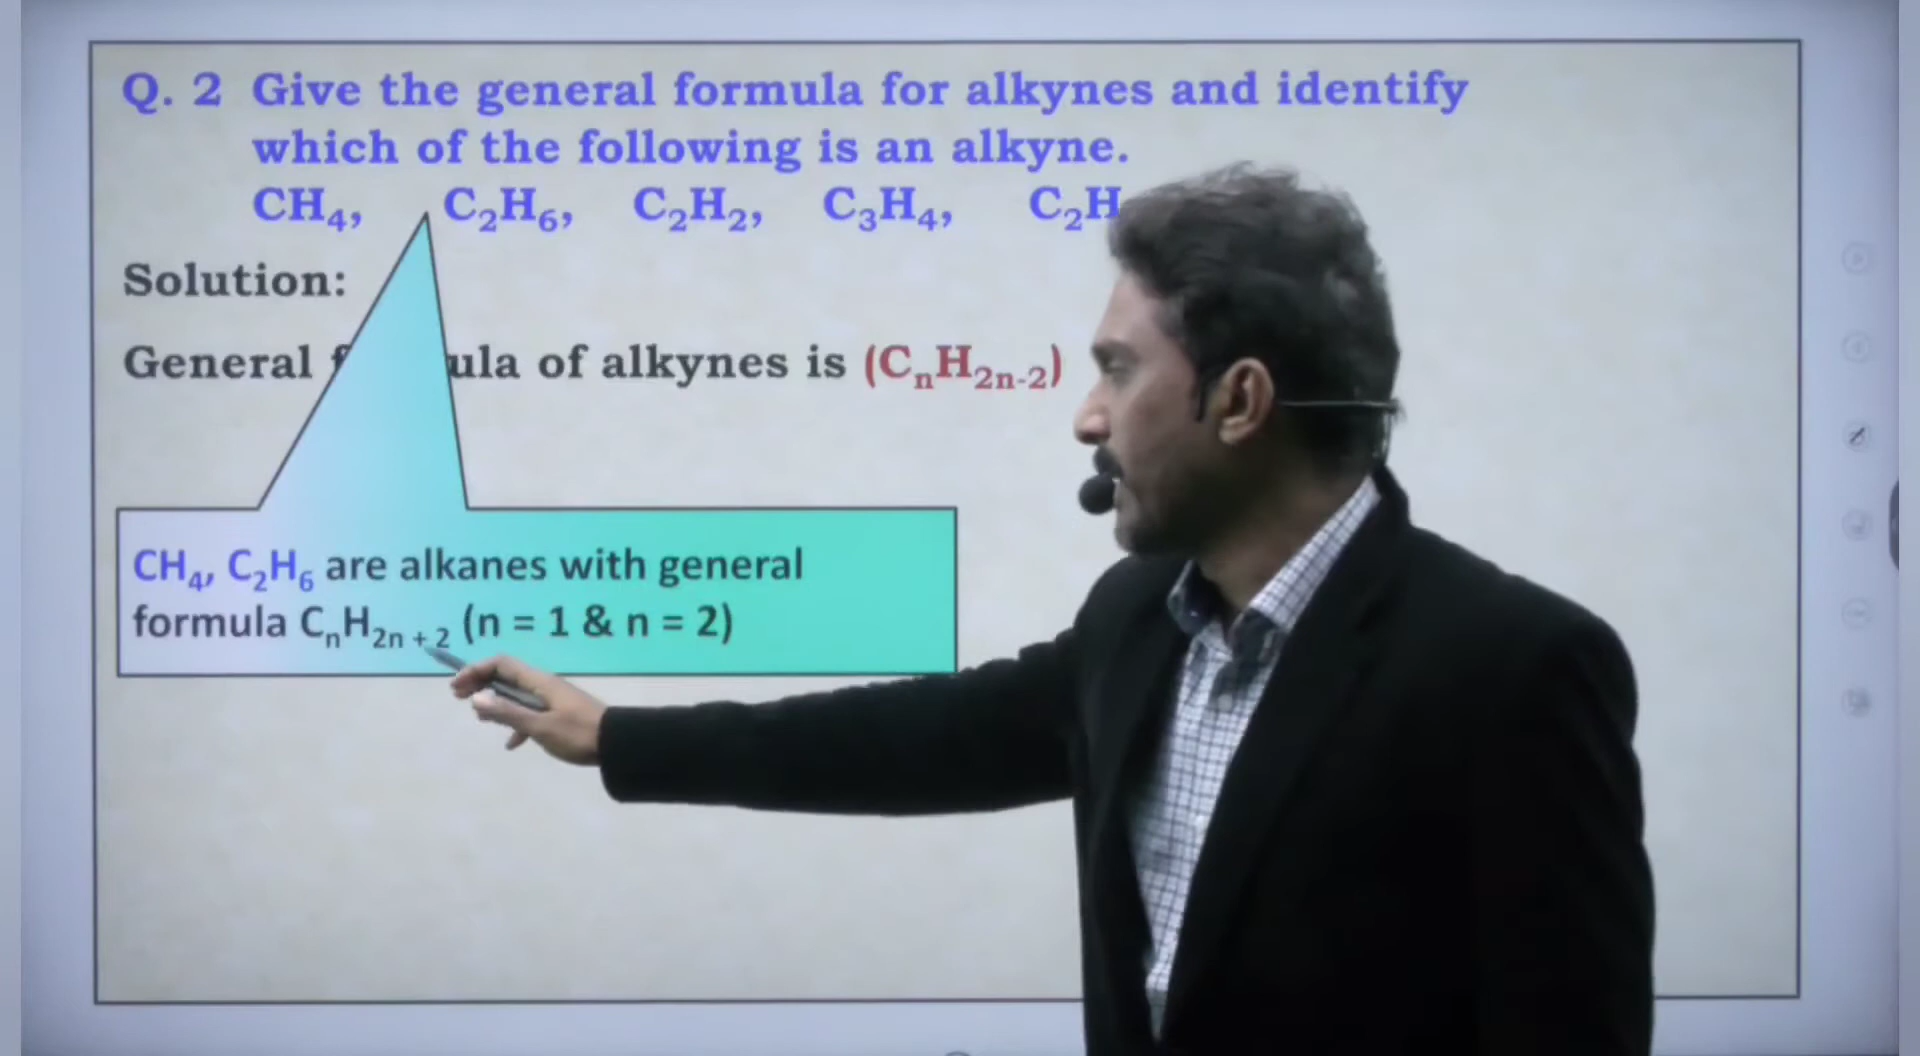 Q. 2 Give the general formula for alkynes and identify
which of the following is an alkyne.
CH₄, C₂H₆, C₂H₂, C₃H₄, C₂H
Solution:
General ula of alkynes is (CₙH₂ₙ₋₂)
CH₄, C₂H₆ are alkanes with general
formula CₙH₂ₙ ₊ ₂ (n = 1 & n = 2)